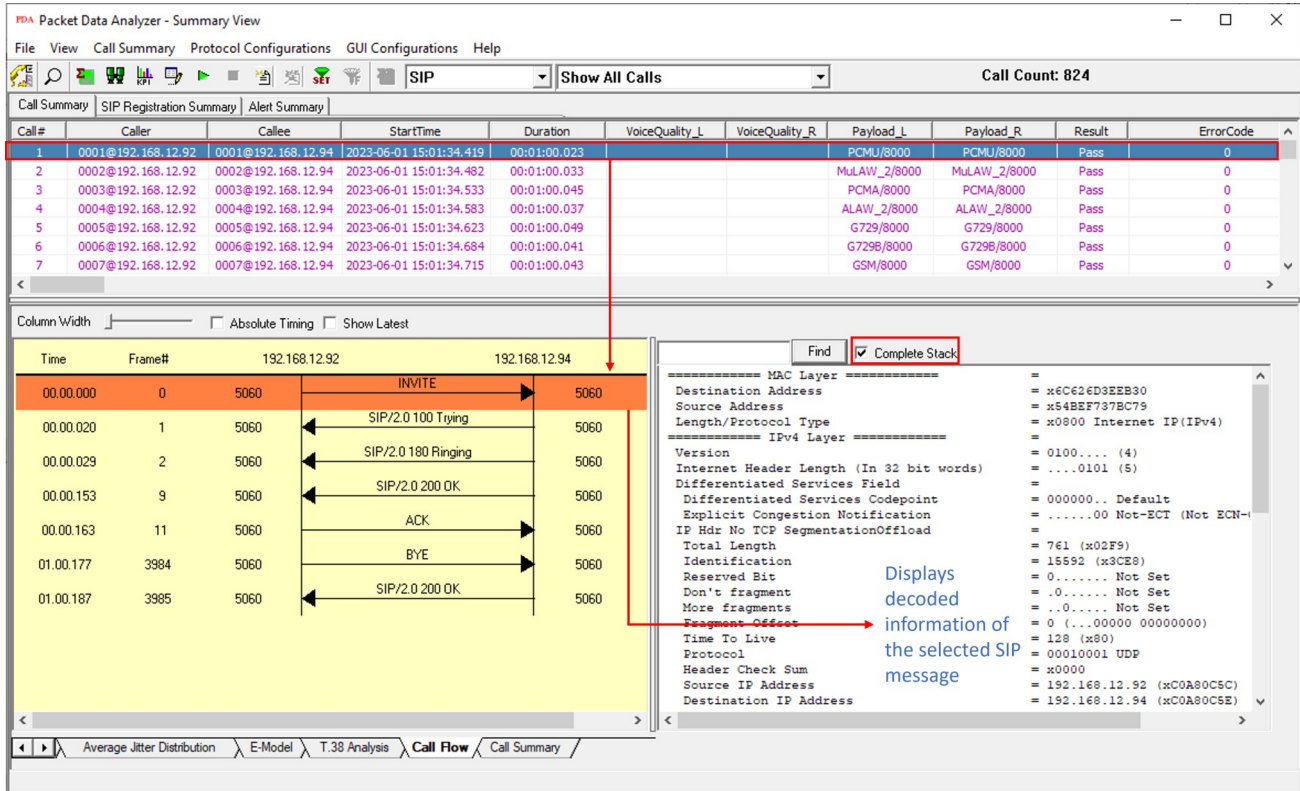 PDA Packet Data Analyzer - Summary View
File View Call Summary Protocol Configurations GUI Configurations Help
KPI SET SIP Show All Calls Call Count: 824
Call Summary SIP Registration Summary Alert Summary
Call# Caller Callee StartTime Duration VoiceQuality_L VoiceQuality_R Payload_L Payload_R Result ErrorCode
1 0001@192.168.12.92 0001@192.168.12.94 2023-06-01 15:01:34.419 00:01:00.023 PCMU/8000 PCMU/8000 Pass 0
2 0002@192.168.12.92 0002@192.168.12.94 2023-06-01 15:01:34.482 00:01:00.033 MuLAW_2/8000 MuLAW_2/8000 Pass 0
3 0003@192.168.12.92 0003@192.168.12.94 2023-06-01 15:01:34.533 00:01:00.045 PCMA/8000 PCMA/8000 Pass 0
4 0004@192.168.12.92 0004@192.168.12.94 2023-06-01 15:01:34.583 00:01:00.037 ALAW_2/8000 ALAW_2/8000 Pass 0
5 0005@192.168.12.92 0005@192.168.12.94 2023-06-01 15:01:34.623 00:01:00.049 G729/8000 G729/8000 Pass 0
6 0006@192.168.12.92 0006@192.168.12.94 2023-06-01 15:01:34.684 00:01:00.041 G729B/8000 G729B/8000 Pass 0
7 0007@192.168.12.92 0007@192.168.12.94 2023-06-01 15:01:34.715 00:01:00.043 GSM/8000 GSM/8000 Pass 0
Column Width Absolute Timing Show Latest
Time Frame# 192.168.12.92 192.168.12.94
00.00.000 0 5060 INVITE 5060
00.00.020 1 5060 SIP/2.0 100 Trying 5060
00.00.029 2 5060 SIP/2.0 180 Ringing 5060
00.00.153 9 5060 SIP/2.0 200 OK 5060
00.00.163 11 5060 ACK 5060
01.00.177 3984 5060 BYE 5060
01.00.187 3985 5060 SIP/2.0 200 OK 5060
Find Complete Stack
============ MAC Layer ============ =
Destination Address = x6C626D3EEB30
Source Address = x54BEF737BC79
Length/Protocol Type = x0800 Internet IP(IPv4)
============ IPv4 Layer ============ =
Version = 0100.... (4)
Internet Header Length (In 32 bit words) = ....0101 (5)
Differentiated Services Field =
Differentiated Services Codepoint = 000000.. Default
Explicit Congestion Notification = ......00 Not-ECT (Not ECN-
IP Hdr No TCP SegmentationOffload =
Total Length = 761 (x02F9)
Identification = 15592 (x3CE8)
Reserved Bit = 0....... Not Set
Don't fragment = .0...... Not Set
More fragments = ..0..... Not Set
Fragment Offset = 0 (...00000 00000000)
Time To Live = 128 (x80)
Protocol = 00010001 UDP
Header Check Sum = x0000
Source IP Address = 192.168.12.92 (xC0A80C5C)
Destination IP Address = 192.168.12.94 (xC0A80C5E)
Displays
decoded
information of
the selected SIP
message
Average Jitter Distribution E-Model T.38 Analysis Call Flow Call Summary